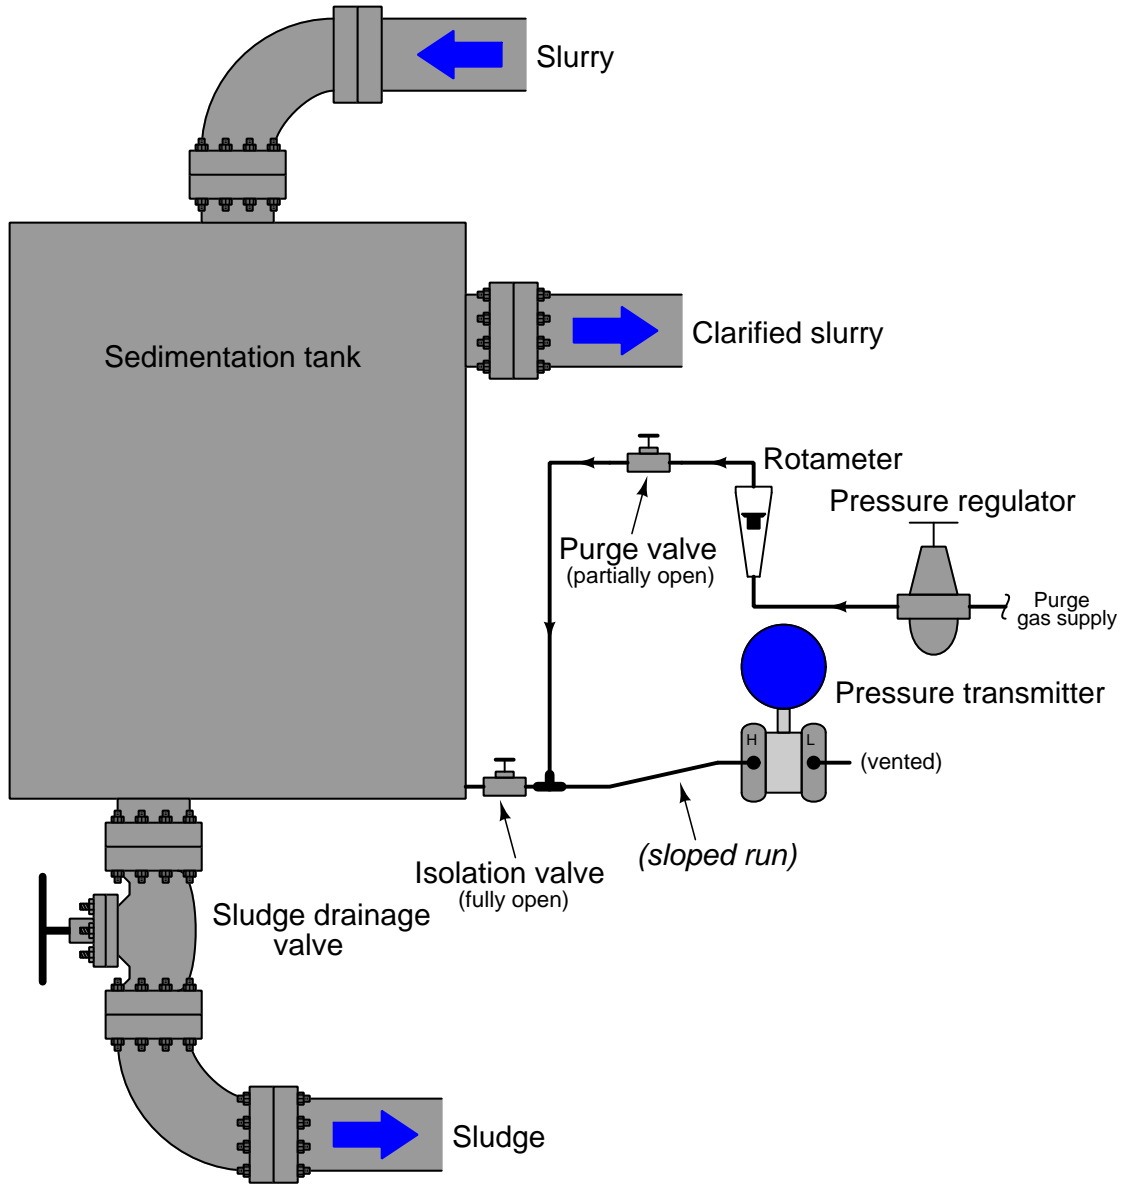 Slurry
Clarified slurry
Sedimentation tank
Rotameter
Pressure regulator
Purge valve
(partially open)
Purge
gas supply
Pressure transmitter
H
L
(vented)
(sloped run)
Isolation valve
(fully open)
Sludge drainage
valve
Sludge